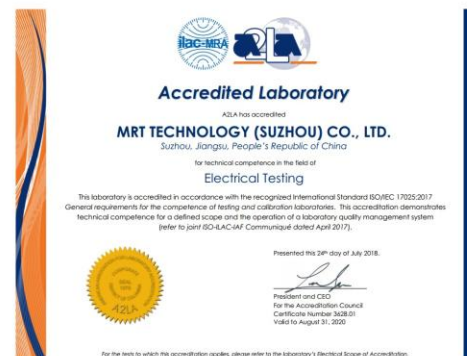 ilac-MRA
A2LA
Accredited Laboratory
A2LA has accredited
MRT TECHNOLOGY (SUZHOU) CO., LTD.
Suzhou, Jiangsu, People's Republic of China
for technical competence in the field of
Electrical Testing
This laboratory is accredited in accordance with the recognized International Standard ISO/IEC 17025:2017
General requirements for the competence of testing and calibration laboratories. This accreditation demonstrates
technical competence for a defined scope and the operation of a laboratory quality management system
(refer to joint ISO-ILAC-IAF Communiqué dated April 2017).
Presented this 24th day of July 2018.
President and CEO
For the Accreditation Council
Certificate Number 3628.01
Valid to August 31, 2020
SEAL
1978
A2LA
For the tests to which this accreditation applies, please refer to the laboratory's Electrical Scope of Accreditation.